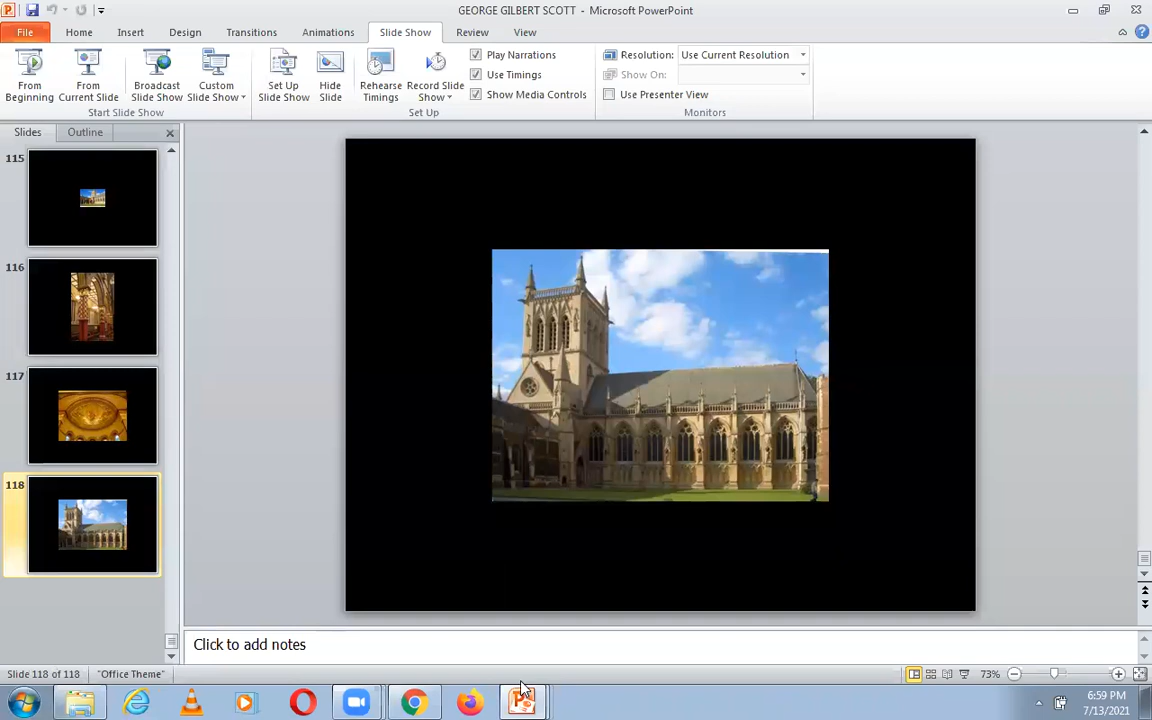 GEORGE GILBERT SCOTT - Microsoft PowerPoint
File Home Insert Design Transitions Animations Slide Show Review View
From Beginning
From Current Slide
Broadcast Slide Show
Custom Slide Show
Start Slide Show
Set Up Slide Show
Hide Slide
Rehearse Timings
Record Slide Show
Play Narrations
Use Timings
Show Media Controls
Set Up
Resolution: Use Current Resolution
Show On:
Use Presenter View
Monitors
Slides Outline
115
116
117
118
Click to add notes
Slide 118 of 118 "Office Theme" 73%
6:59 PM
7/13/2021